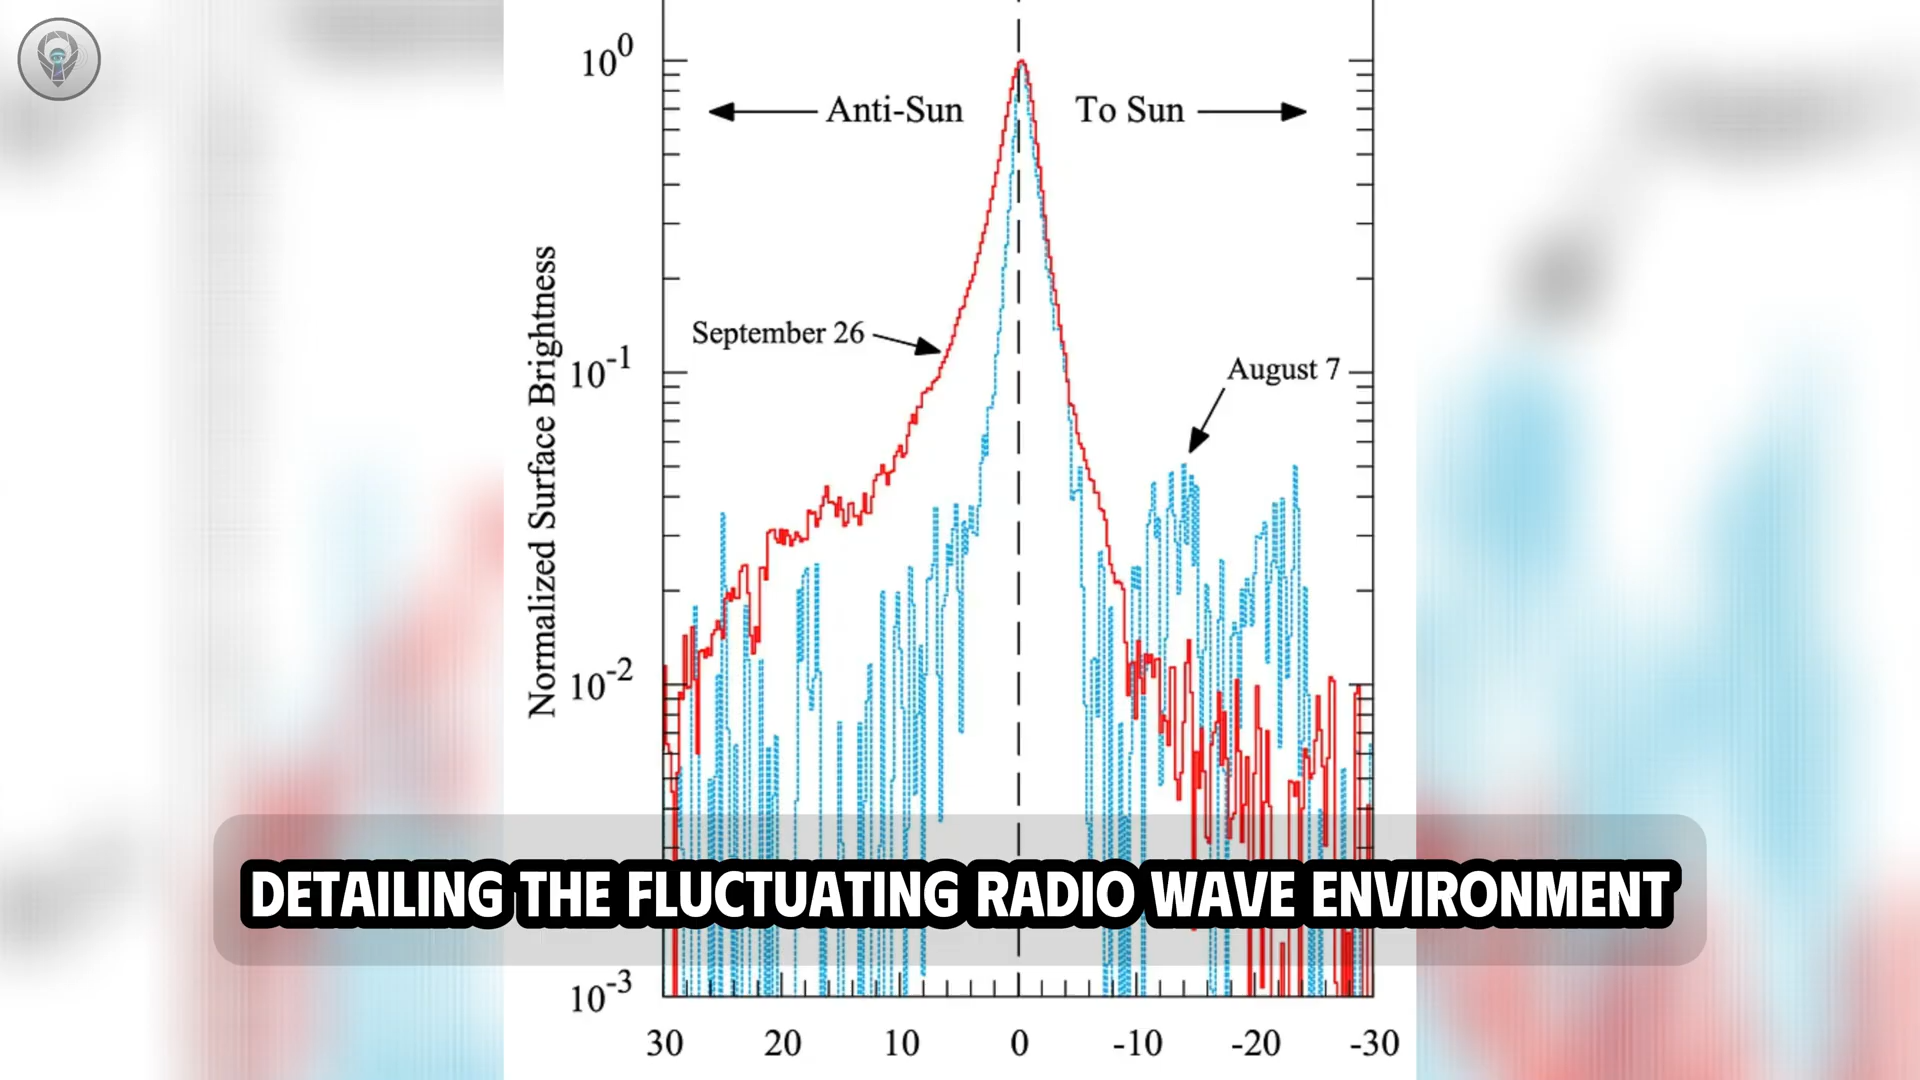 10^0
Anti-Sun
To Sun
September 26
10^-1
August 7
Normalized Surface Brightness
10^-2
DETAILING THE FLUCTUATING RADIO WAVE ENVIRONMENT
10^-3
30 20 10 0 -10 -20 -30